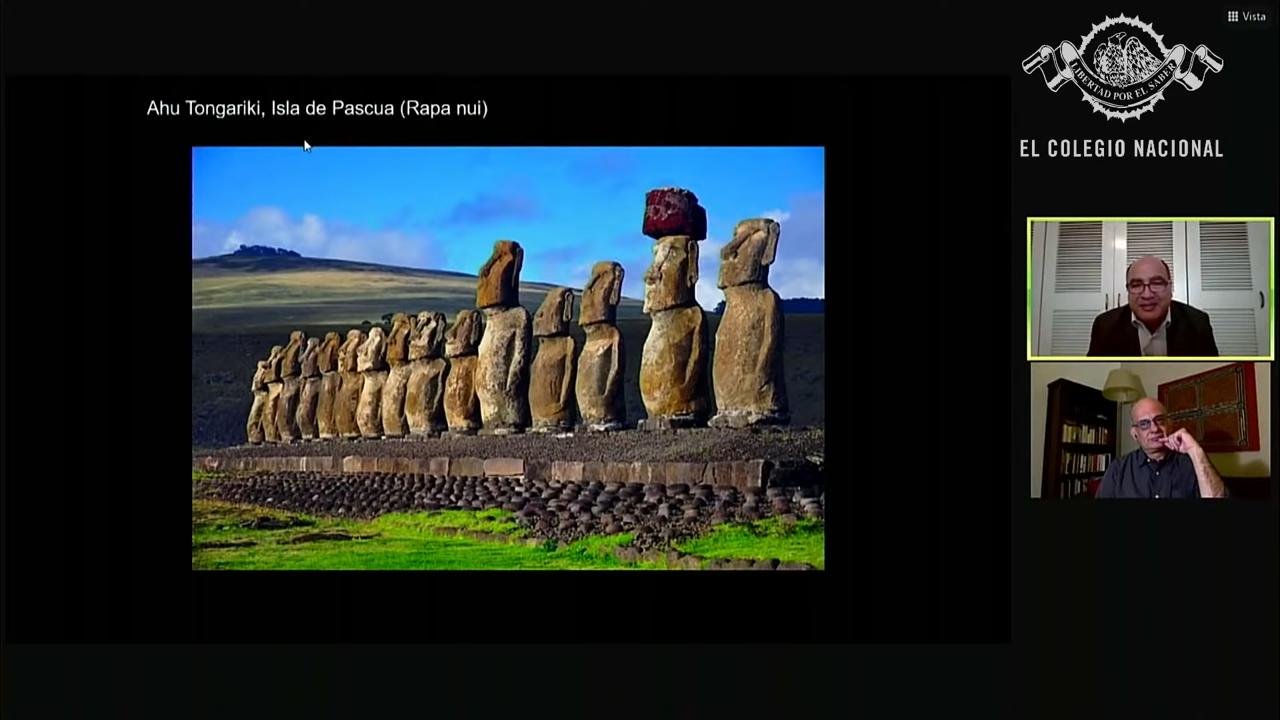 Vista
Ahu Tongariki, Isla de Pascua (Rapa nui)
LIBERTAD POR EL SABER
EL COLEGIO NACIONAL